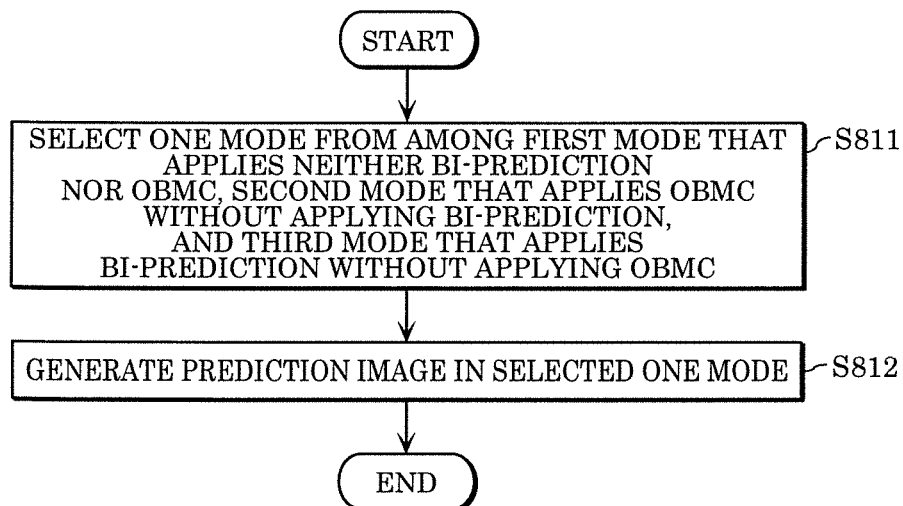 START
SELECT ONE MODE FROM AMONG FIRST MODE THAT
APPLIES NEITHER BI-PREDICTION
NOR OBMC, SECOND MODE THAT APPLIES OBMC
WITHOUT APPLYING BI-PREDICTION,
AND THIRD MODE THAT APPLIES
BI-PREDICTION WITHOUT APPLYING OBMC
S811
GENERATE PREDICTION IMAGE IN SELECTED ONE MODE
S812
END